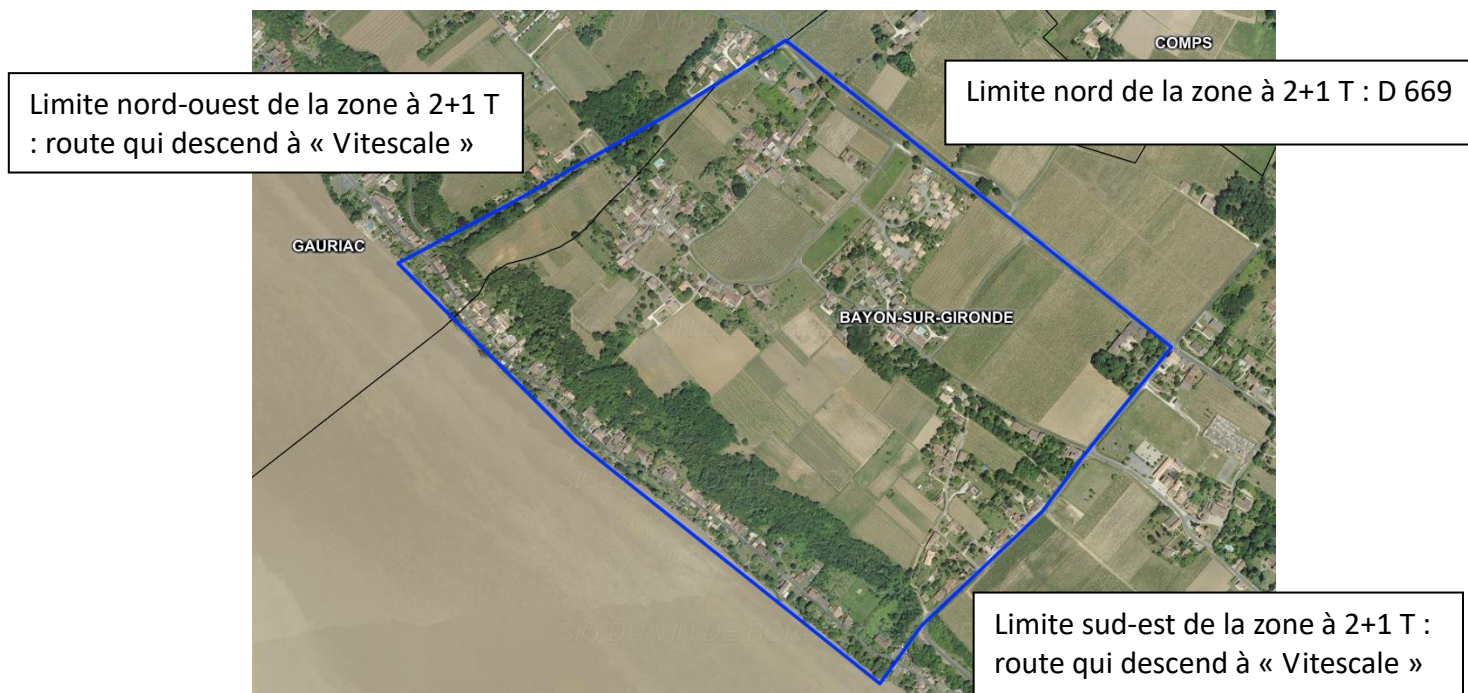 COMPS
Limite nord-ouest de la zone à 2+1 T
: route qui descend à « Vitescale »
Limite nord de la zone à 2+1 T : D 669
GAURIAC
BAYON-SUR-GIRONDE
Limite sud-est de la zone à 2+1 T :
route qui descend à « Vitescale »